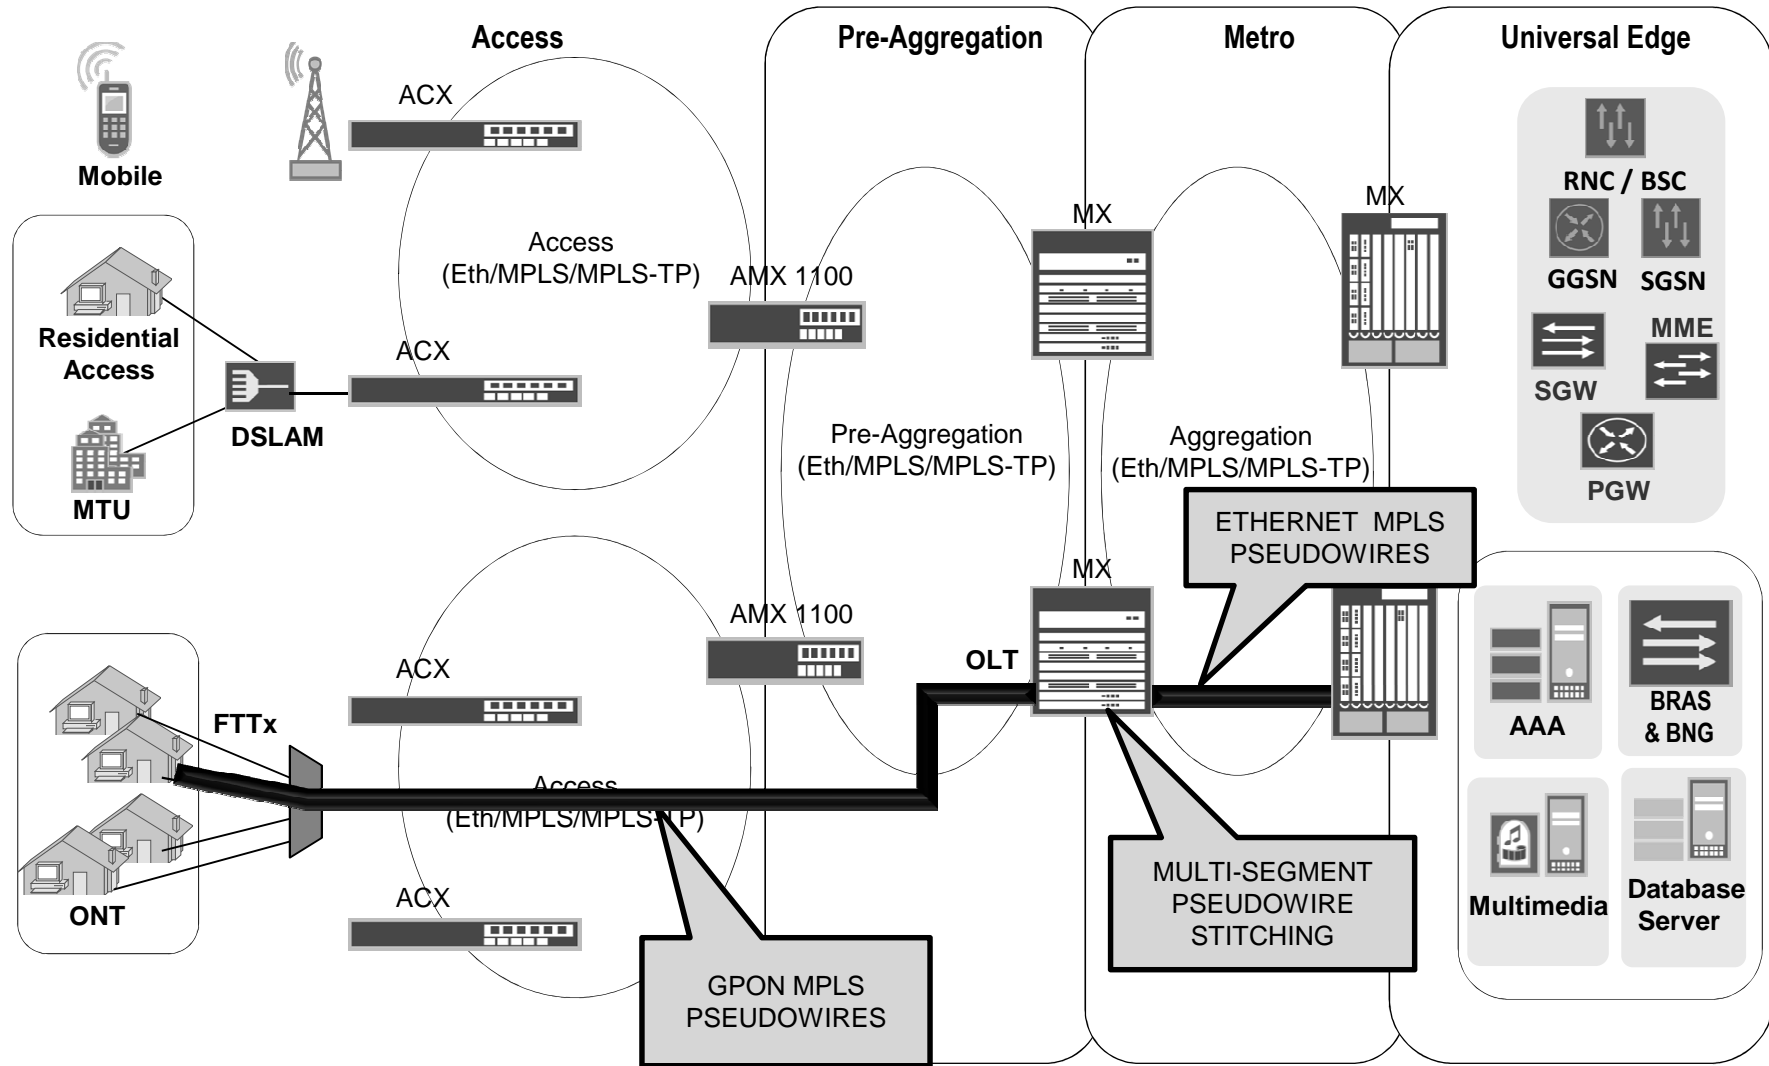 Access
Pre-Aggregation
Metro
Universal Edge
Mobile
ACX
Access
(Eth/MPLS/MPLS-TP)
AMX 1100
MX
MX
RNC / BSC
GGSN
SGSN
MME
SGW
PGW
Residential
Access
MTU
DSLAM
ACX
Pre-Aggregation
(Eth/MPLS/MPLS-TP)
Aggregation
(Eth/MPLS/MPLS-TP)
ETHERNET MPLS
PSEUDOWIRES
MX
AMX 1100
OLT
ACX
FTTx
ONT
Access
(Eth/MPLS/MPLS-TP)
ACX
GPON MPLS
PSEUDOWIRES
MULTI-SEGMENT
PSEUDOWIRE
STITCHING
AAA
BRAS
& BNG
Multimedia
Database
Server